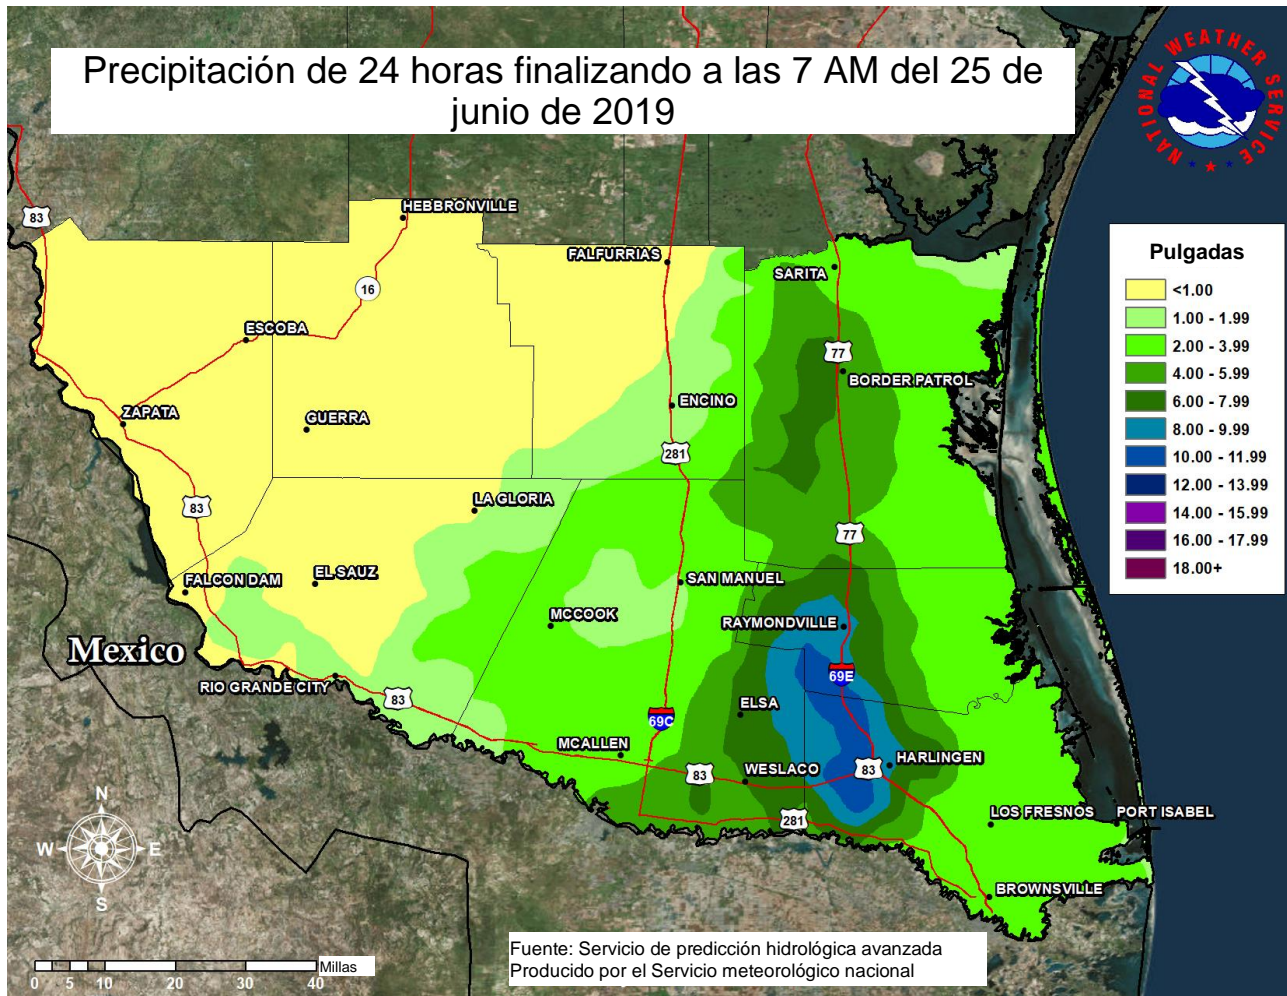 Precipitación de 24 horas finalizando a las 7 AM del 25 de
junio de 2019
NATIONAL WEATHER SERVICE
83
HEBBRONVILLE
FALFURRIAS
SARITA
16
ESCOBA
77
BORDER PATROL
ZAPATA
GUERRA
ENCINO
281
83
LA GLORIA
77
FALCON DAM
EL SAUZ
SAN MANUEL
MCCOOK
RAYMONDVILLE
Mexico
69E
RIO GRANDE CITY
83
ELSA
69C
MCALLEN
83
WESLACO
83
HARLINGEN
281
LOS FRESNOS
PORT ISABEL
BROWNSVILLE
Pulgadas
<1.00
1.00 - 1.99
2.00 - 3.99
4.00 - 5.99
6.00 - 7.99
8.00 - 9.99
10.00 - 11.99
12.00 - 13.99
14.00 - 15.99
16.00 - 17.99
18.00+
N
W E
S
Millas
0 5 10 20 30 40
Fuente: Servicio de predicción hidrológica avanzada
Producido por el Servicio meteorológico nacional